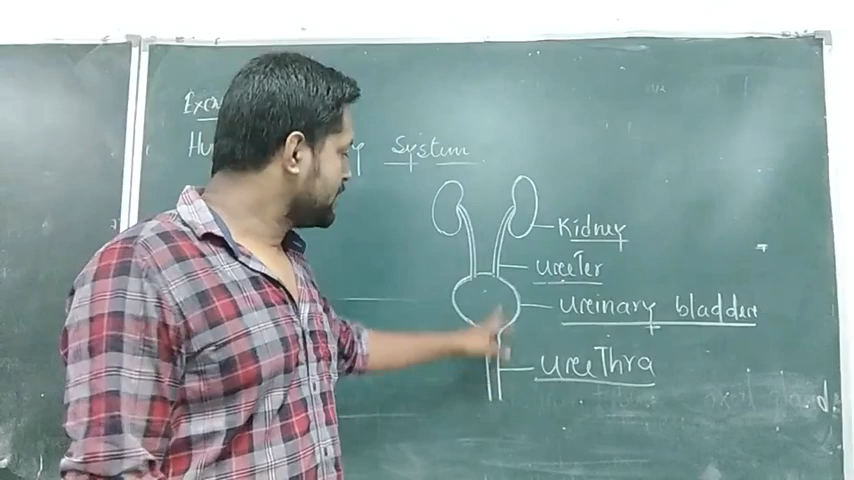 System
Kidney
Ureter
Urinary bladder
Urethra